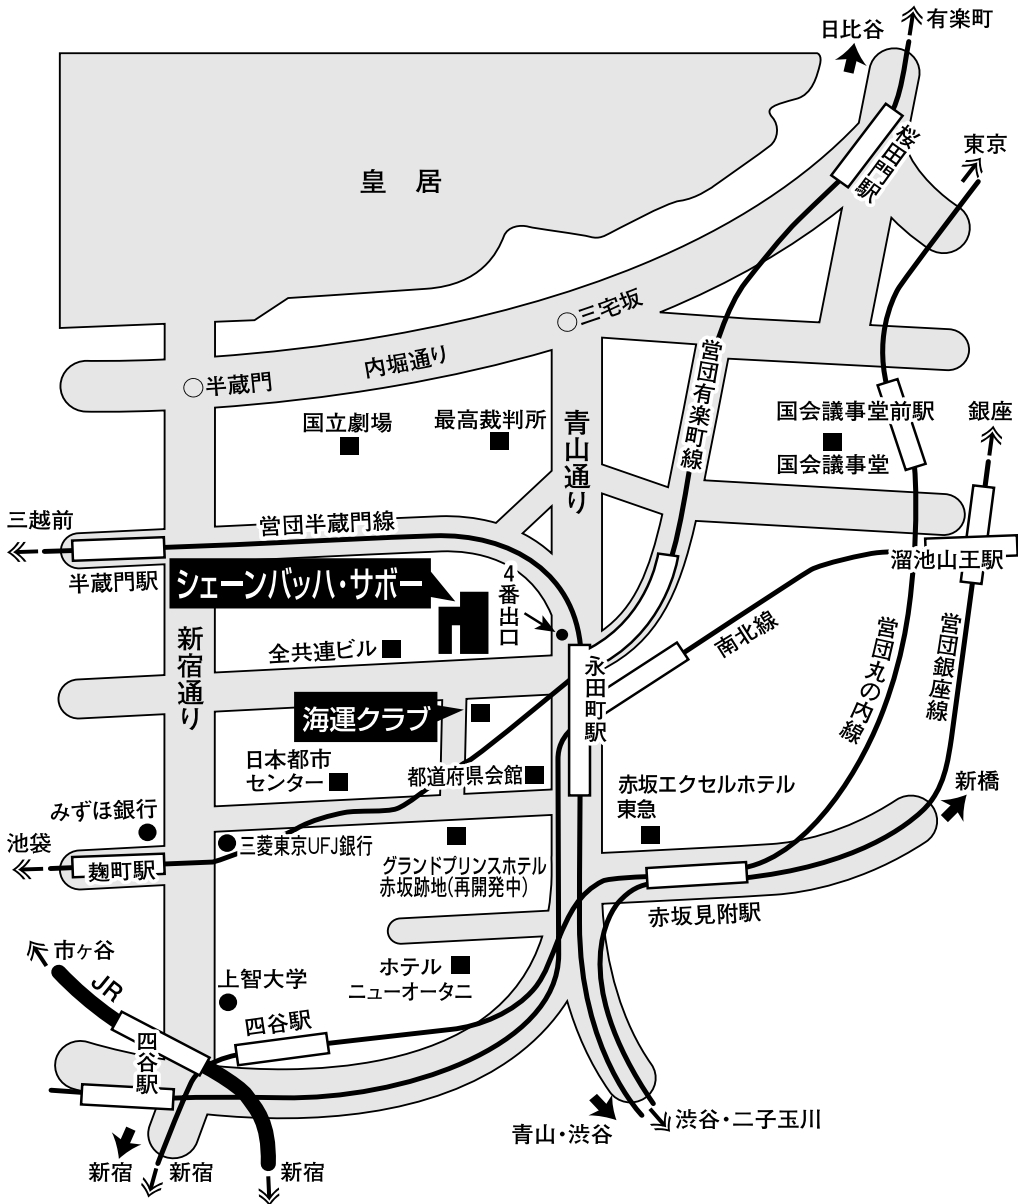 有楽町
日比谷
桜田門駅
東京
皇居
三宅坂
内堀通り
半蔵門
国立劇場
最高裁判所
青山通り
営団有楽町線
国会議事堂前駅
国会議事堂
銀座
三越前
営団半蔵門線
半蔵門駅
シェーンバッハ・サボー
4番出口
溜池山王駅
新宿通り
全共連ビル
永田町駅
南北線
営団丸の内線
営団銀座線
海運クラブ
日本都市
センター
都道府県会館
赤坂エクセルホテル
東急
新橋
みずほ銀行
池袋
麹町駅
三菱東京UFJ銀行
グランドプリンスホテル
赤坂跡地(再開発中)
赤坂見附駅
市ヶ谷
JR
上智大学
ホテル
ニューオータニ
四谷駅
四谷駅
青山・渋谷
渋谷・二子玉川
新宿
新宿
新宿